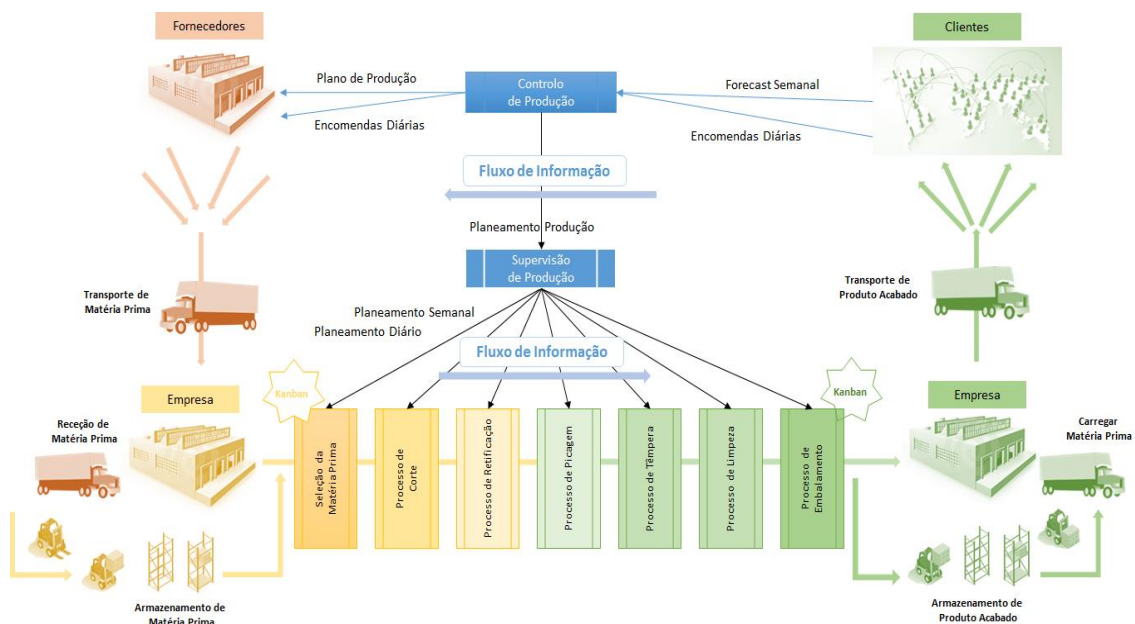 Fornecedores
Clientes
Plano de Produção
Controlo
de Produção
Forecast Semanal
Encomendas Diárias
Encomendas Diárias
Fluxo de Informação
Planeamento Produção
Supervisão
de Produção
Transporte de
Matéria Prima
Transporte de
Produto Acabado
Planeamento Semanal
Planeamento Diário
Fluxo de Informação
Kanban
Kanban
Empresa
Empresa
Receção de
Matéria Prima
Carregar
Matéria Prima
Seleção da
Matéria Prima
Processo de
Corte
Processo de Retificação
Processo de Picagem
Processo de Têmpera
Processo de Limpeza
Processo de
Embalamento
Armazenamento de
Matéria Prima
Armazenamento de
Produto Acabado